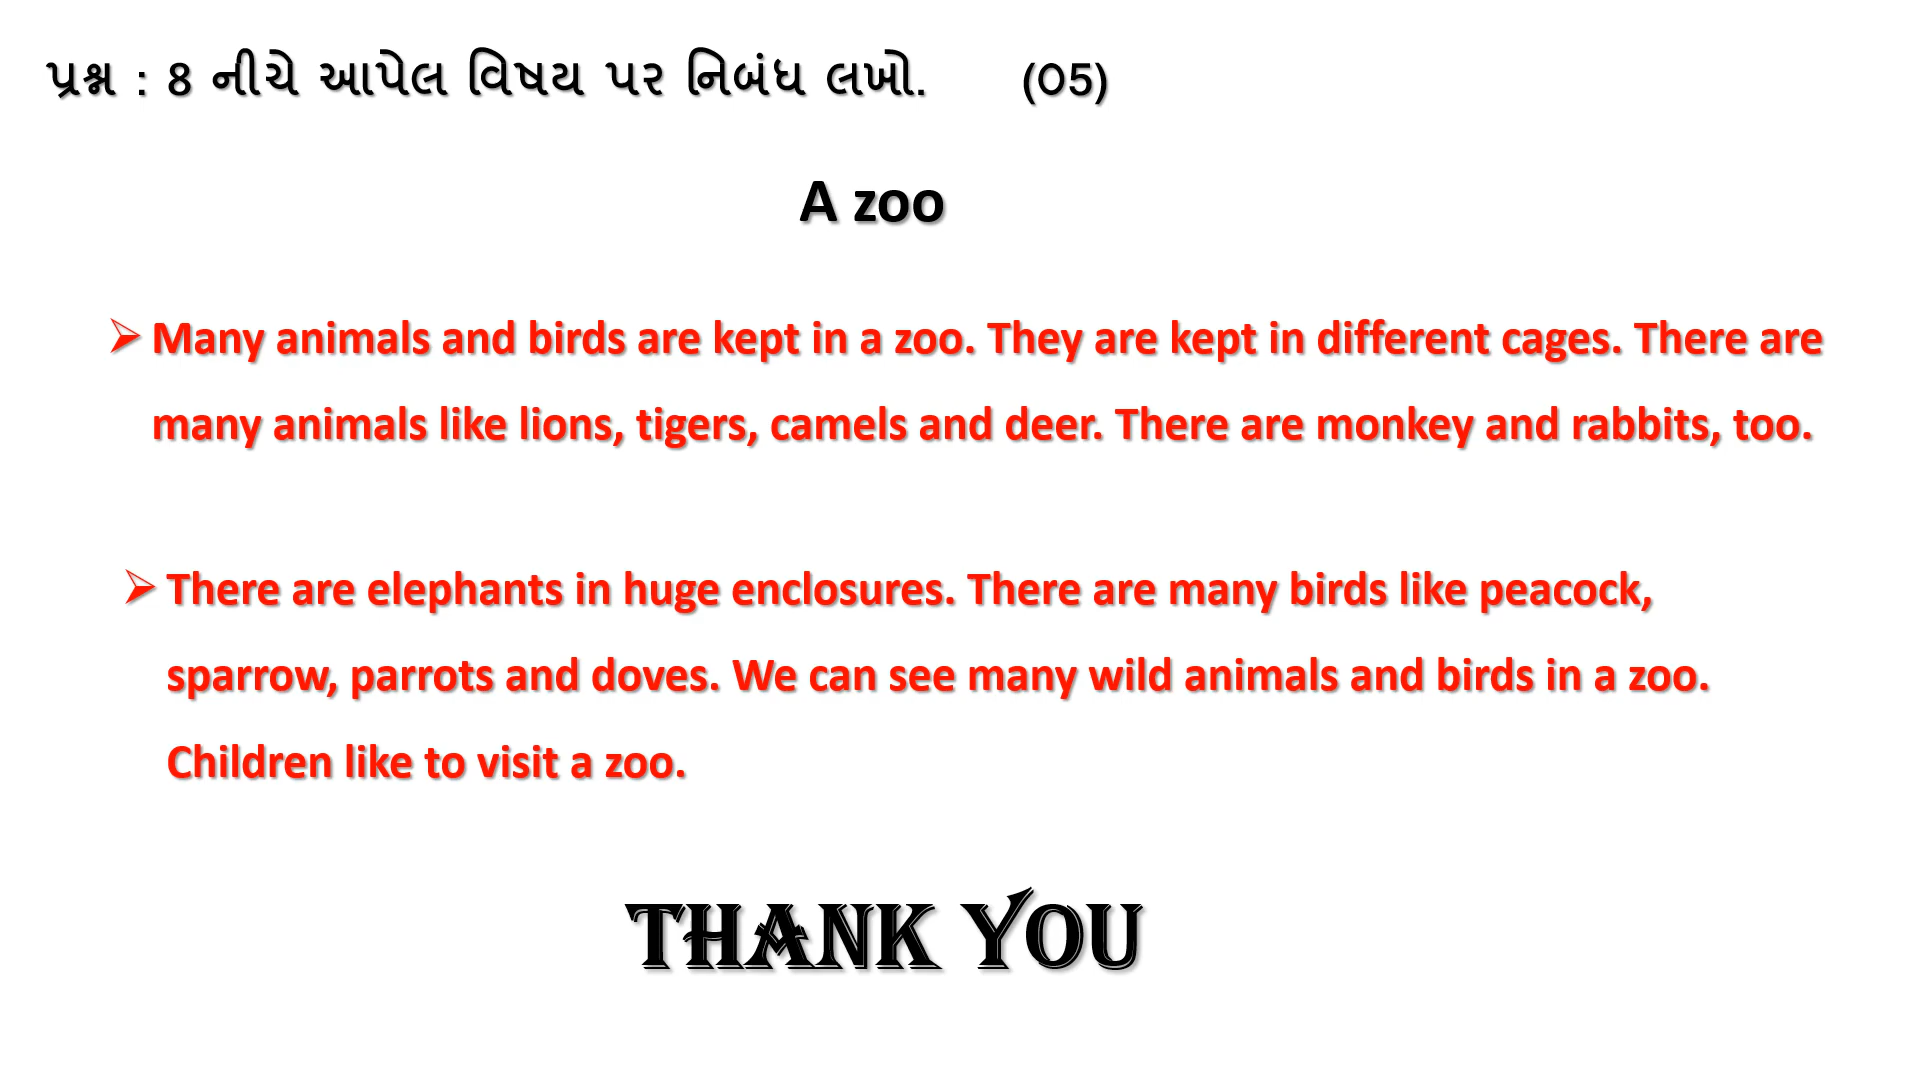 પ્રશ્ન : 8 નીચે આપેલ વિષય પર નિબંધ લખો. (05)
A zoo
➢ Many animals and birds are kept in a zoo. They are kept in different cages. There are
many animals like lions, tigers, camels and deer. There are monkey and rabbits, too.
➢ There are elephants in huge enclosures. There are many birds like peacock,
sparrow, parrots and doves. We can see many wild animals and birds in a zoo.
Children like to visit a zoo.
THANK YOU